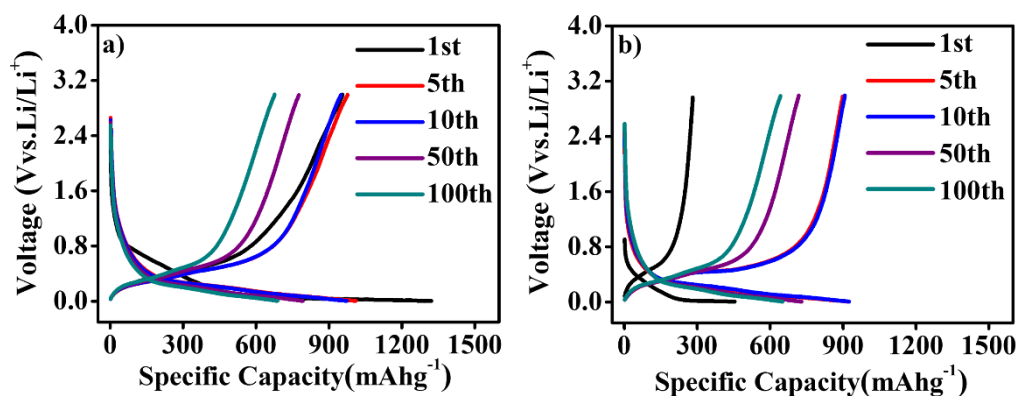 a)
4.0
3.2
2.4
1.6
0.8
0.0
Voltage (Vvs.Li/Li⁺)
1st
5th
10th
50th
100th
0 300 600 900 1200 1500
Specific Capacity(mAhg⁻¹)
b)
4.0
3.2
2.4
1.6
0.8
0.0
Voltage (Vvs.Li/Li⁺)
1st
5th
10th
50th
100th
0 300 600 900 1200 1500
Specific Capacity(mAhg⁻¹)